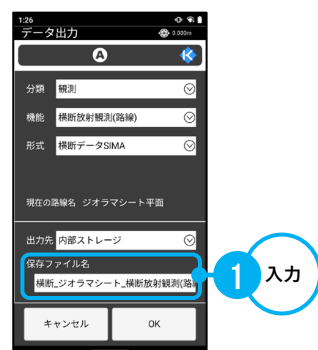 1:26
データ出力 0.000m
A
分類 観測
機能 横断放射観測(路線)
形式 横断データSIMA
現在の路線名 ジオラマシート平面
出力先 内部ストレージ
保存ファイル名
横断_ジオラマシート_横断放射観測(路
1 入力
キャンセル OK